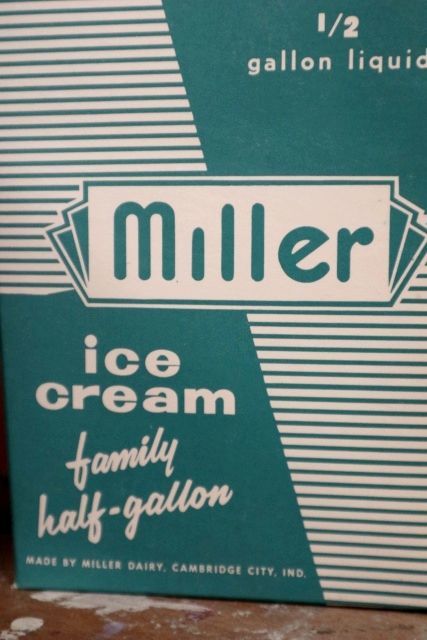 1/2
gallon liquid
Miller
ice
cream
family
half-gallon
MADE BY MILLER DAIRY, CAMBRIDGE CITY, IND.